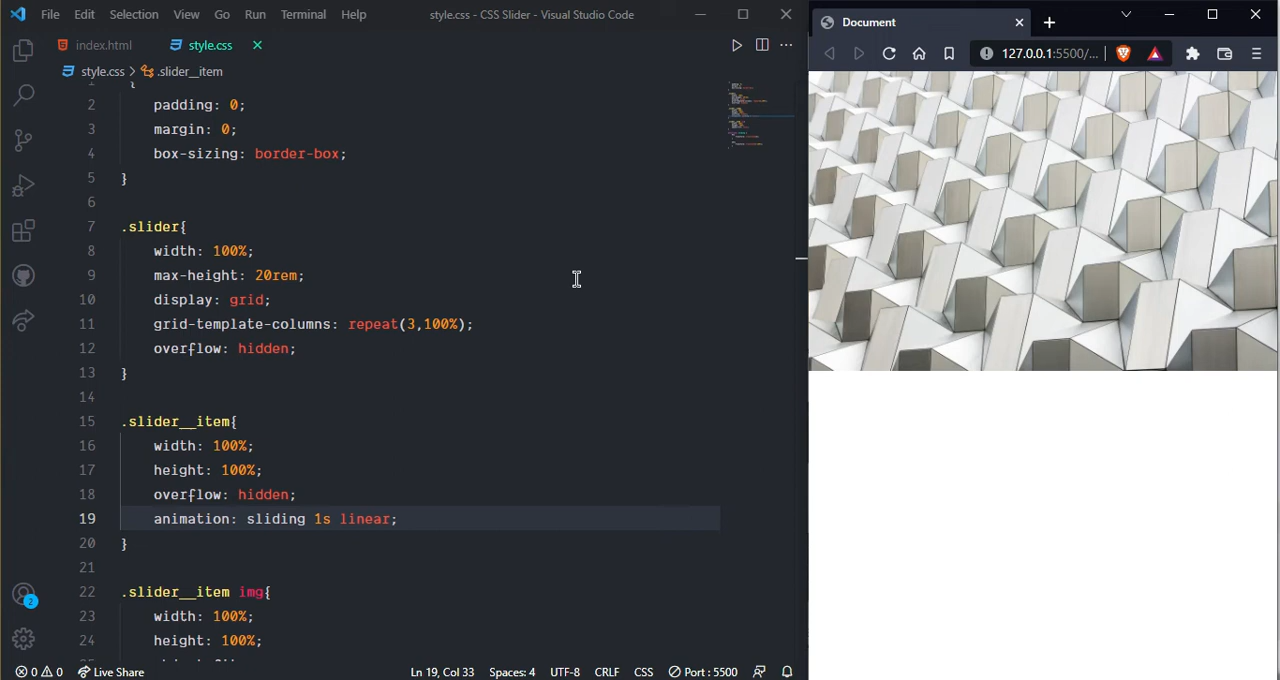 File Edit Selection View Go Run Terminal Help style.css - CSS Slider - Visual Studio Code
index.html style.css
style.css > .slider__item
1 {
2 padding: 0;
3 margin: 0;
4 box-sizing: border-box;
5 }
6
7 .slider{
8 width: 100%;
9 max-height: 20rem;
10 display: grid;
11 grid-template-columns: repeat(3,100%);
12 overflow: hidden;
13 }
14
15 .slider__item{
16 width: 100%;
17 height: 100%;
18 overflow: hidden;
19 animation: sliding 1s linear;
20 }
21
22 .slider__item img{
23 width: 100%;
24 height: 100%;
2
0 0 Live Share Ln 19, Col 33 Spaces: 4 UTF-8 CRLF CSS Port : 5500
Document
127.0.0.1:5500/...